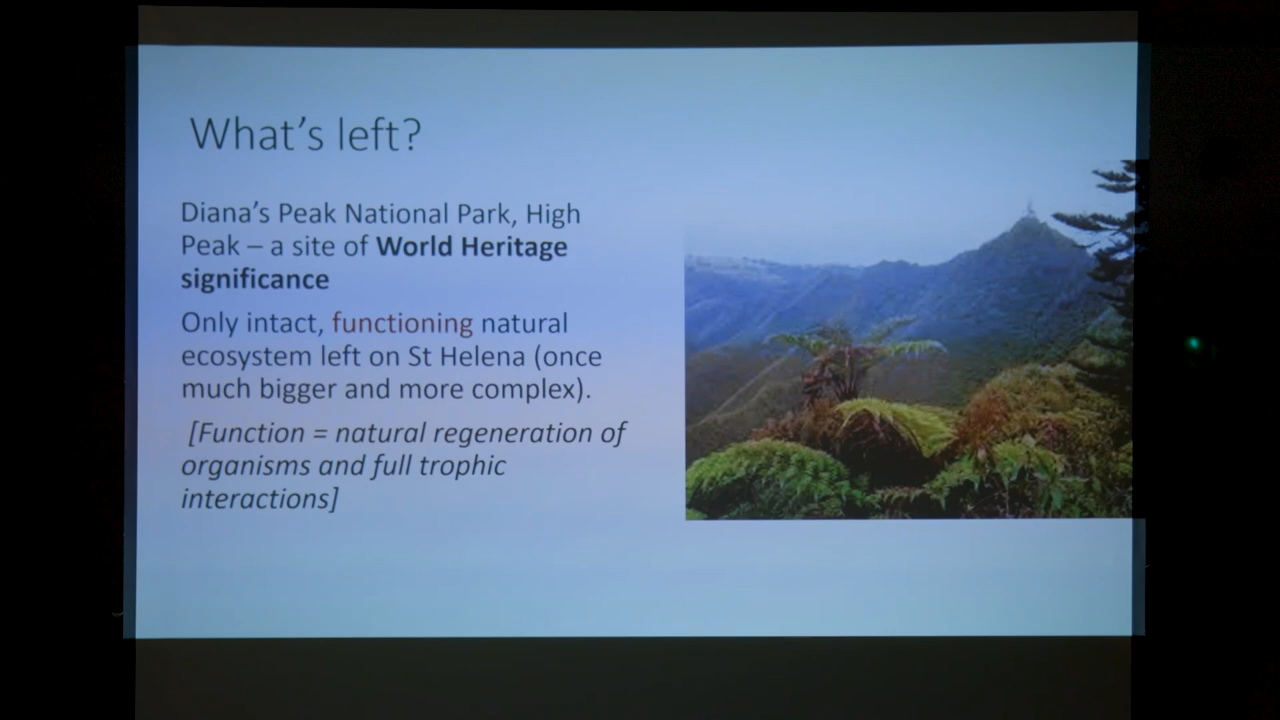 What's left?
Diana's Peak National Park, High
Peak – a site of World Heritage
significance
Only intact, functioning natural
ecosystem left on St Helena (once
much bigger and more complex).
[Function = natural regeneration of
organisms and full trophic
interactions]